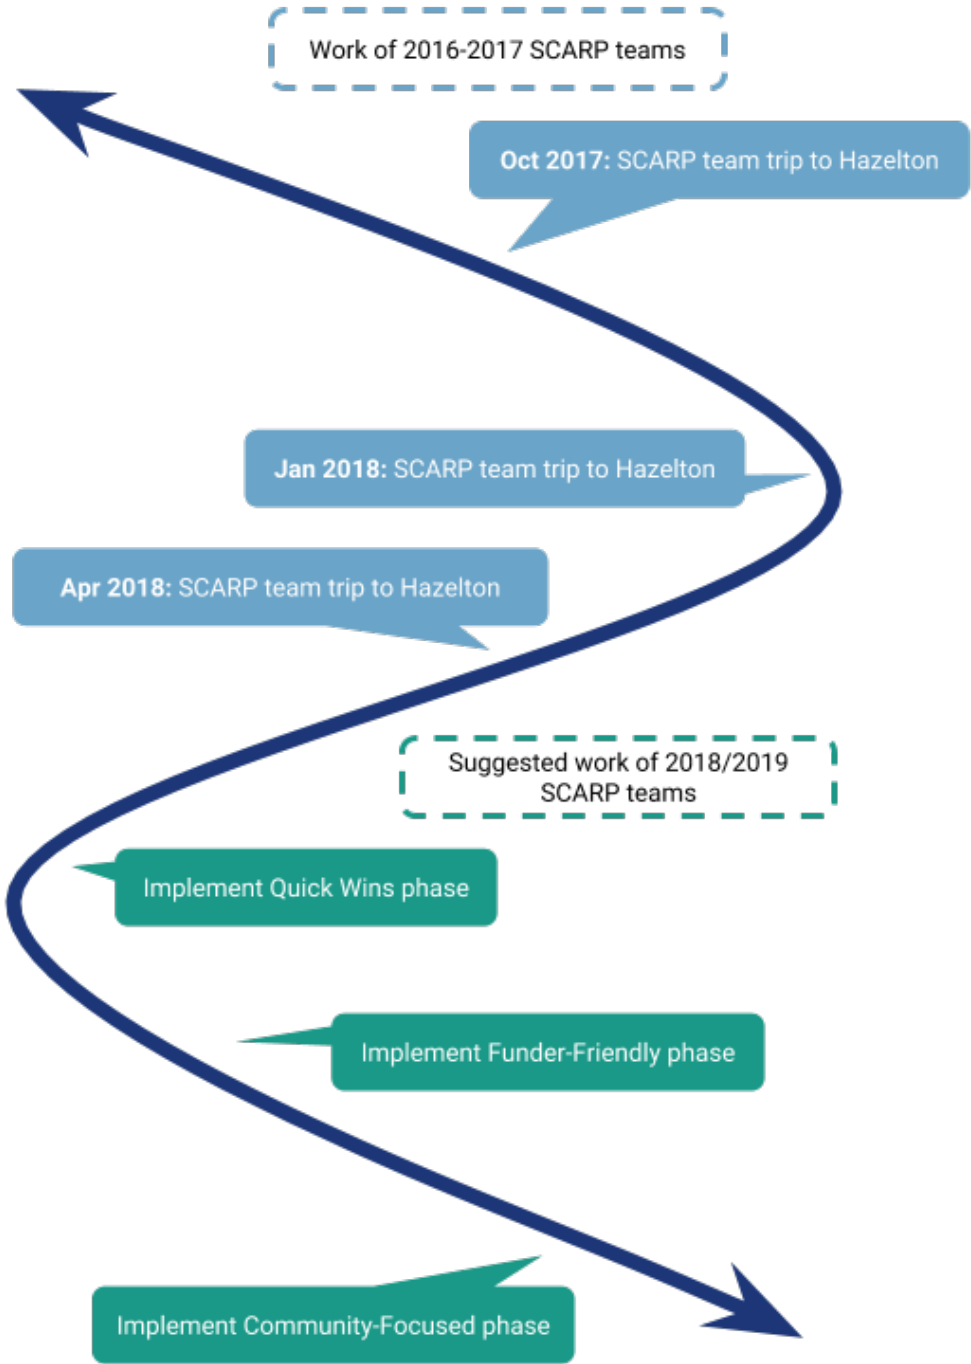 Work of 2016-2017 SCARP teams
Oct 2017: SCARP team trip to Hazelton
Jan 2018: SCARP team trip to Hazelton
Apr 2018: SCARP team trip to Hazelton
Suggested work of 2018/2019
SCARP teams
Implement Quick Wins phase
Implement Funder-Friendly phase
Implement Community-Focused phase